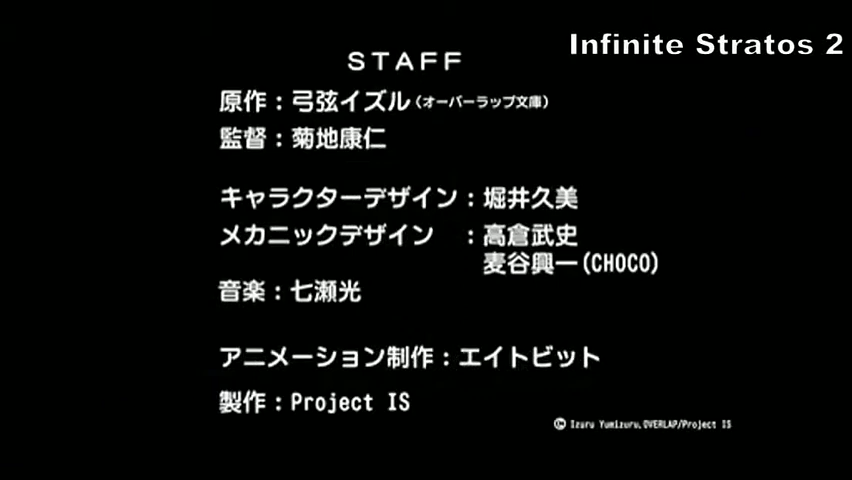 Infinite Stratos 2
STAFF
原作：弓弦イズル（オーバーラップ文庫）
監督：菊地康仁
キャラクターデザイン：堀井久美
メカニックデザイン　：高倉武史
麦谷興一(CHOCO)
音楽：七瀬光
アニメーション制作：エイトビット
製作：Project IS
© Izuru Yumizuru,OVERLAP/Project IS